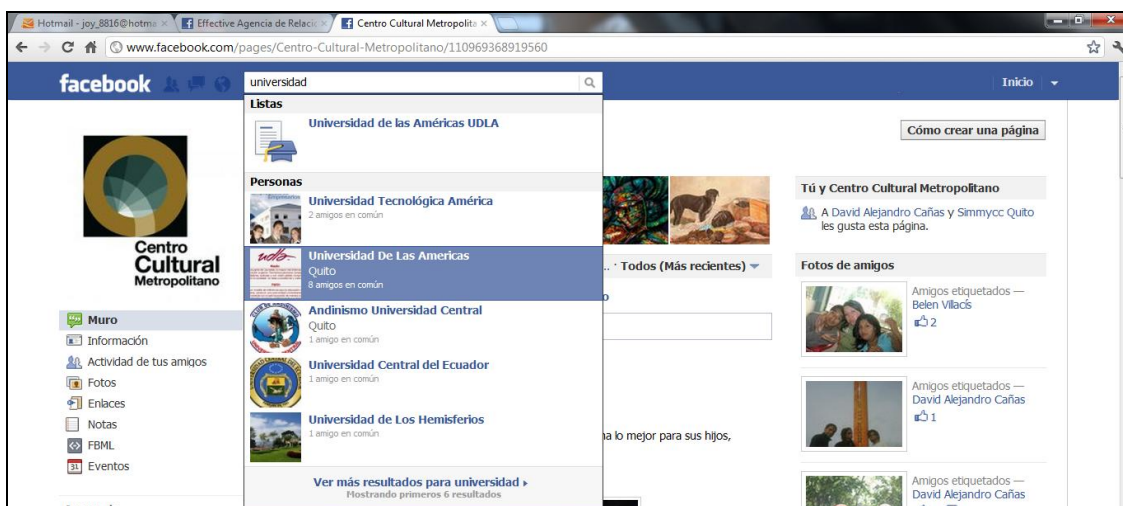 Hotmail - joy_8816@hotma
Effective Agencia de Relacio
Centro Cultural Metropolita
www.facebook.com/pages/Centro-Cultural-Metropolitano/110969368919560
facebook
universidad
Inicio
Listas
Universidad de las Américas UDLA
Personas
Universidad Tecnológica América
2 amigos en común
udla
Universidad De Las Americas
Quito
8 amigos en común
Andinismo Universidad Central
Quito
1 amigo en común
Universidad Central del Ecuador
1 amigo en común
Universidad de Los Hemisferios
1 amigo en común
Ver más resultados para universidad
Mostrando primeros 6 resultados
Centro
Cultural
Metropolitano
Muro
Información
Actividad de tus amigos
Fotos
Enlaces
Notas
FBML
31 Eventos
.. · Todos (Más recientes)
o
na lo mejor para sus hijos,
Cómo crear una página
Tú y Centro Cultural Metropolitano
A David Alejandro Cañas y Simmycc Quito
les gusta esta página.
Fotos de amigos
Amigos etiquetados —
Belen Villacís
2
Amigos etiquetados —
David Alejandro Cañas
1
Amigos etiquetados —
David Alejandro Cañas